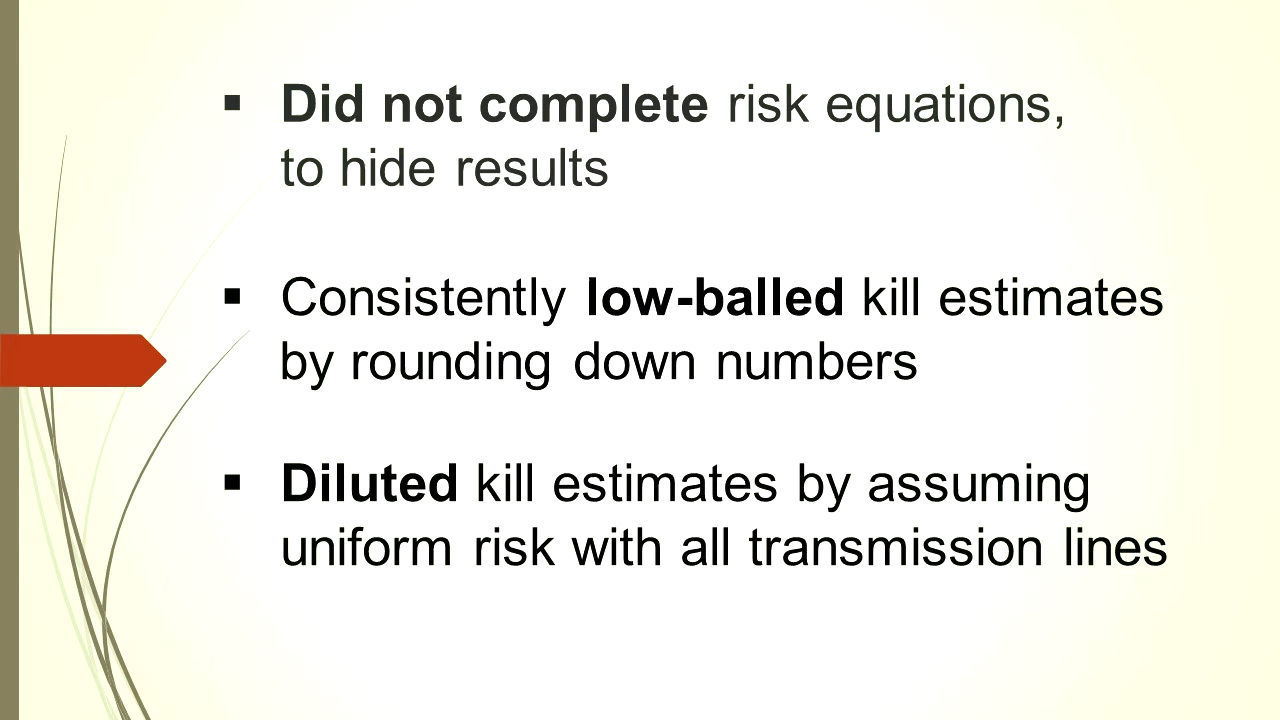 ▪ Did not complete risk equations,
to hide results
▪ Consistently low-balled kill estimates
by rounding down numbers
▪ Diluted kill estimates by assuming
uniform risk with all transmission lines